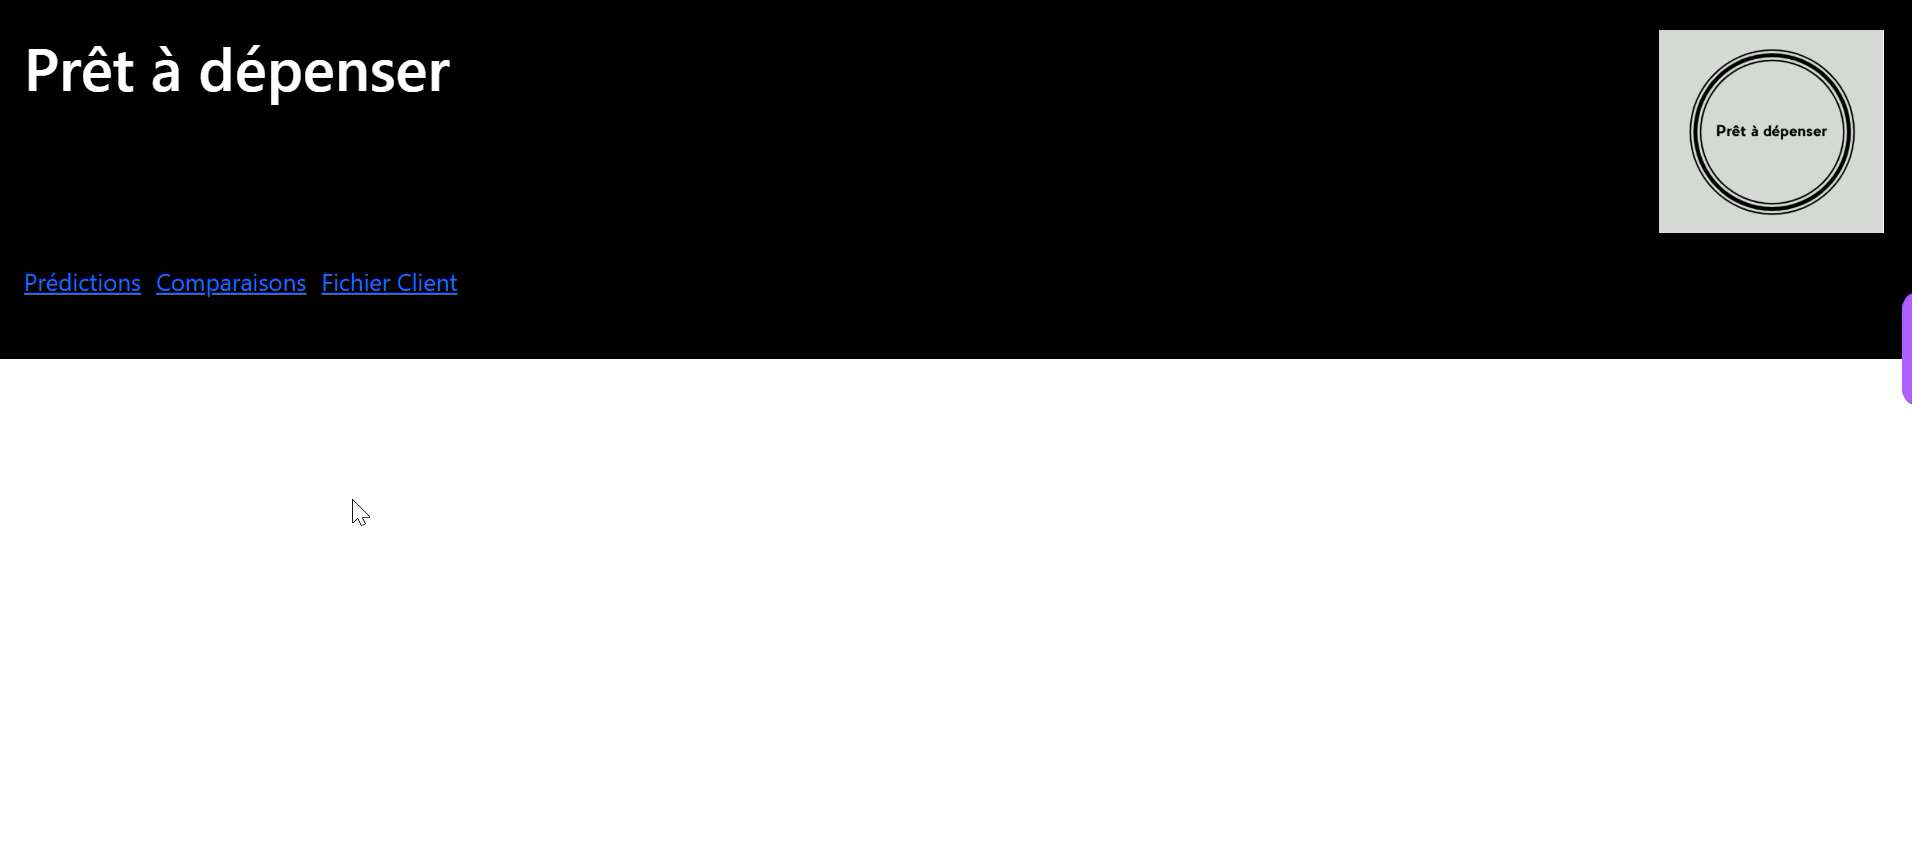 Prêt à dépenser
Prêt à dépenser
Prédictions Comparaisons Fichier Client